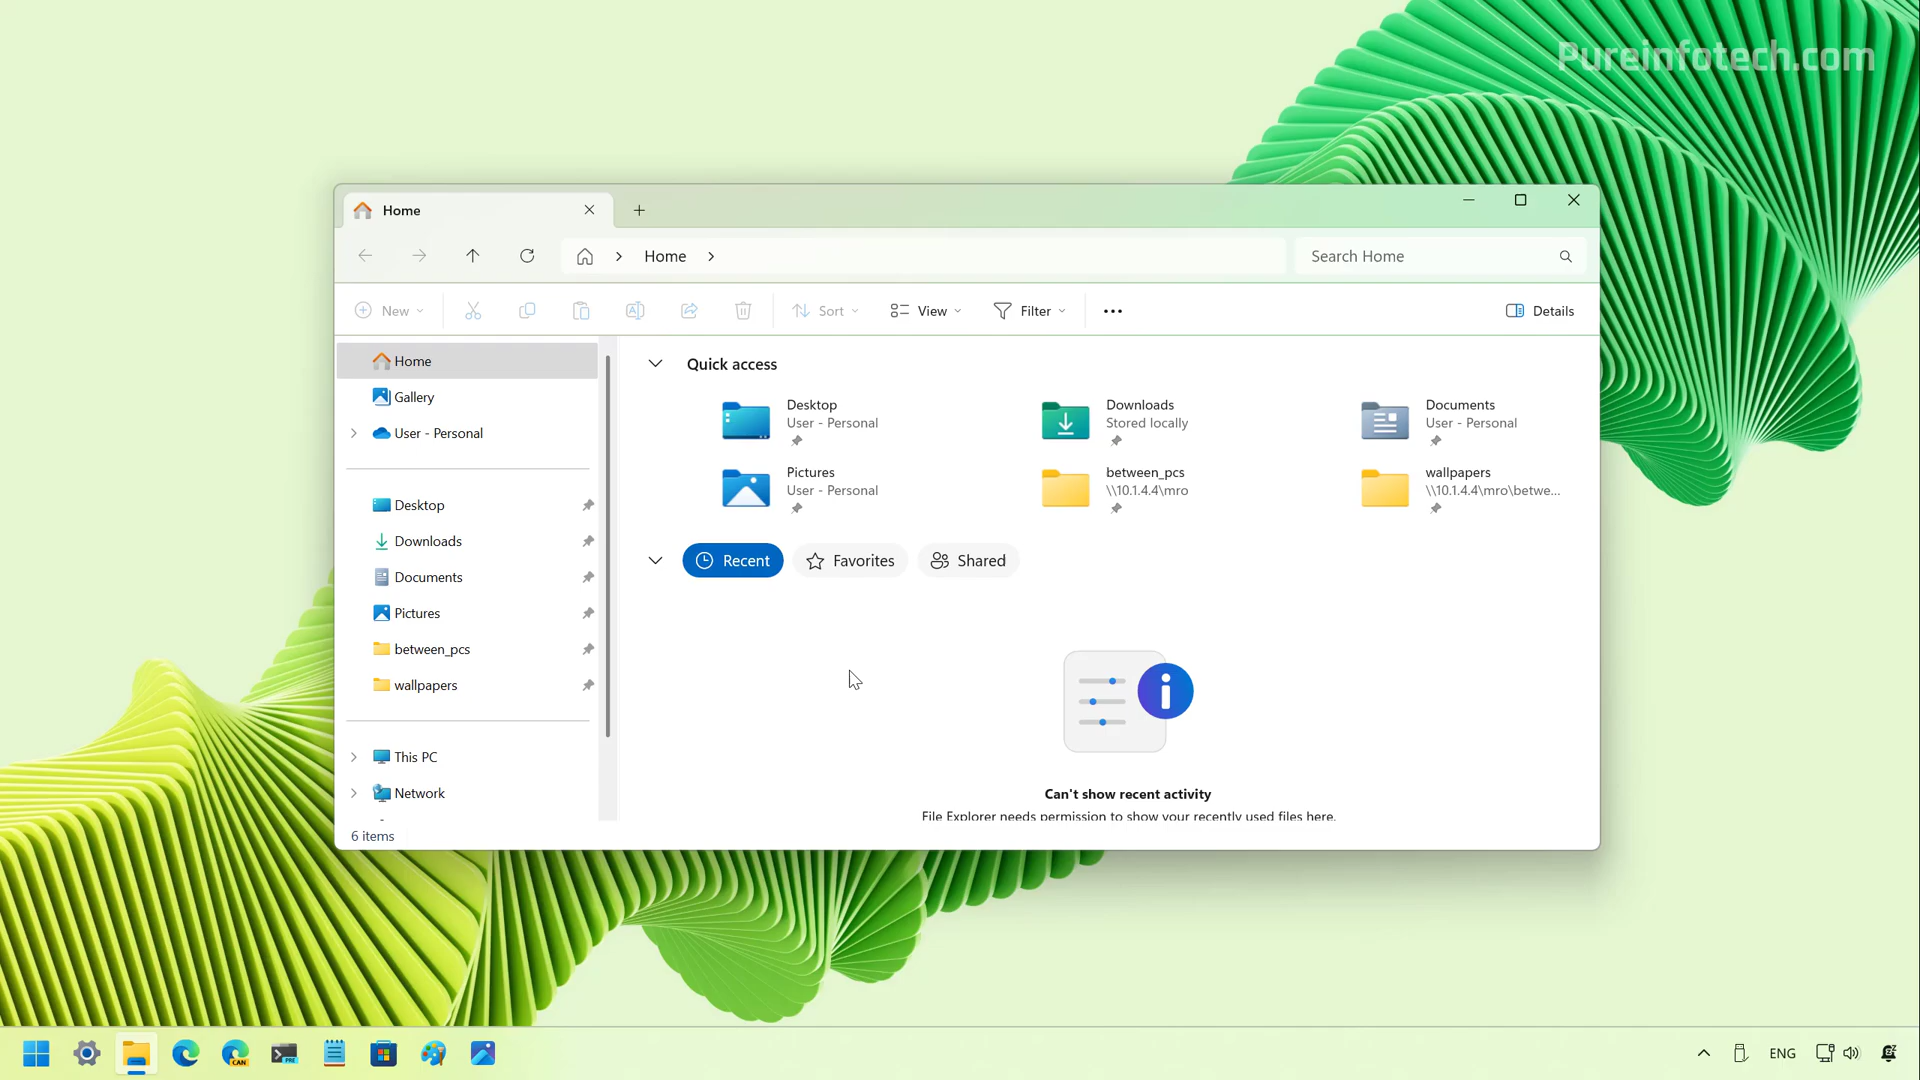 Pureinfotech.com
Home
Home
Search Home
New
Sort
View
Filter
Details
Home
Gallery
User - Personal
Desktop
Downloads
Documents
Pictures
between_pcs
wallpapers
This PC
Network
Quick access
Desktop
User - Personal
Downloads
Stored locally
Documents
User - Personal
Pictures
User - Personal
between_pcs
\\10.1.4.4\mro
wallpapers
\\10.1.4.4\mro\betwe...
Recent
Favorites
Shared
Can't show recent activity
File Explorer needs permission to show your recently used files here.
6 items
CAN
PRE
ENG